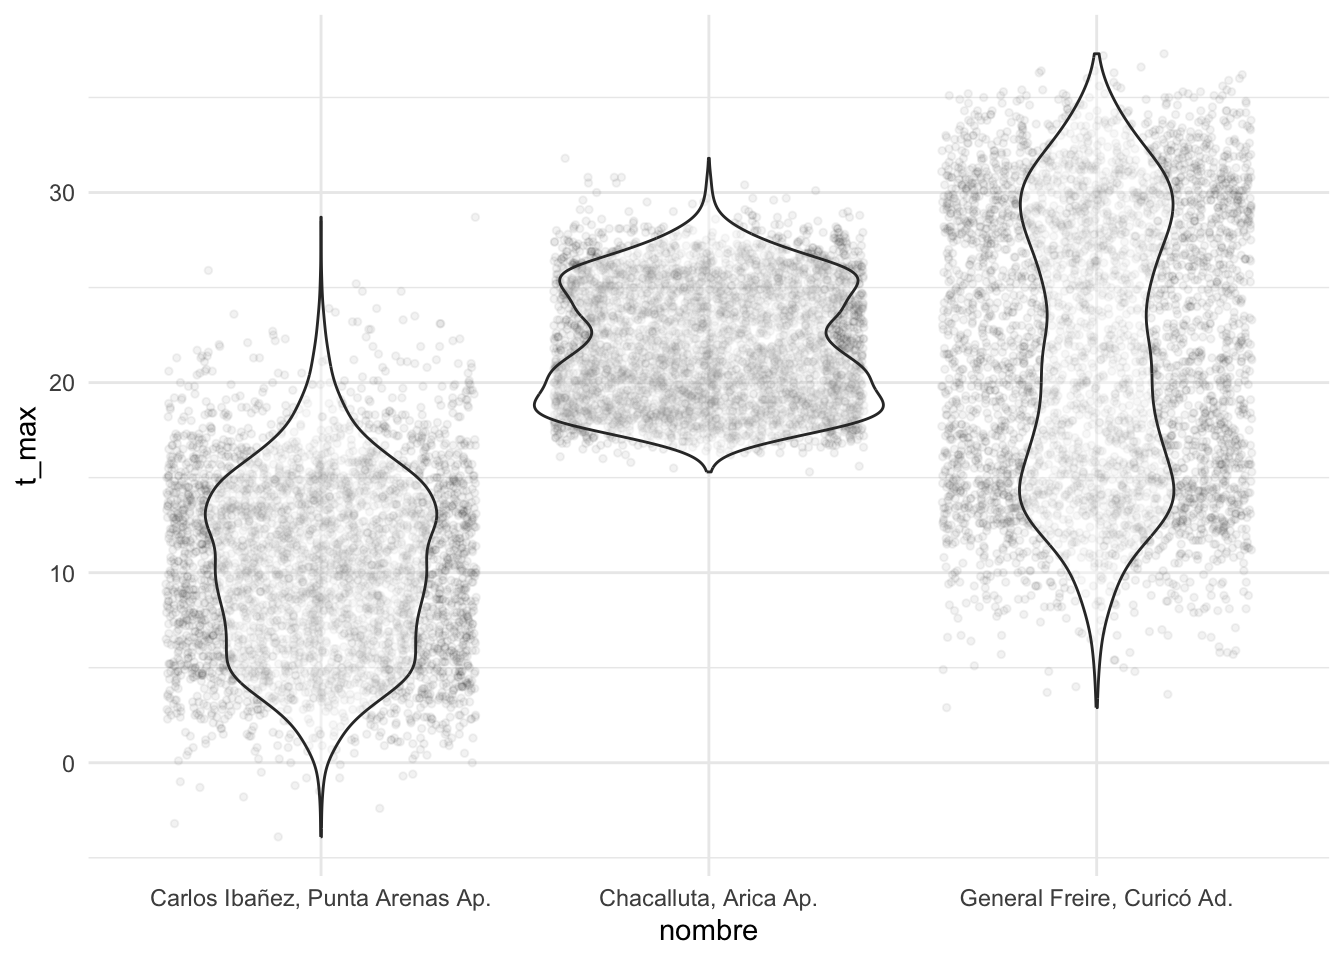 30
20
10
0
t_max
Carlos Ibañez, Punta Arenas Ap.
Chacalluta, Arica Ap.
General Freire, Curicó Ad.
nombre